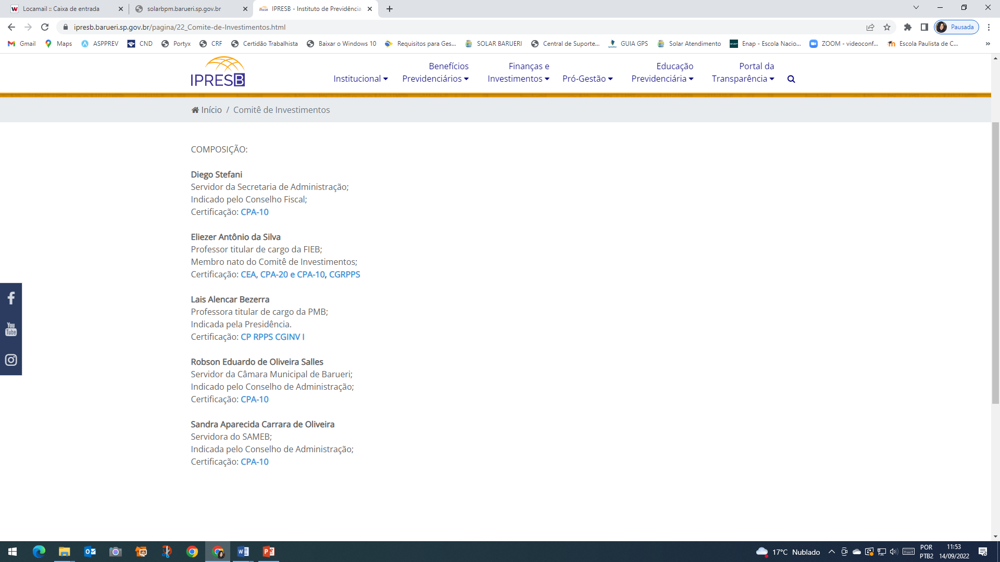 Locamail :: Caixa de entrada
solarbpm.barueri.sp.gov.br
IPRESB - Instituto de Previdência
ipresb.barueri.sp.gov.br/pagina/22_Comite-de-Investimentos.html
Pausada
Gmail
Maps
ASPPREV
CND
Portyx
CRF
Certidão Trabalhista
Baixar o Windows 10
Requisitos para Ges...
SOLAR BARUERI
Central de Suporte...
GUIA GPS
Solar Atendimento
Enap - Escola Nacio...
ZOOM - videoconf...
Escola Paulista de C...
»
IPRESB
Institucional
Benefícios
Previdenciários
Finanças e
Investimentos
Pró-Gestão
Educação
Previdenciária
Portal da
Transparência
Início / Comitê de Investimentos
COMPOSIÇÃO:
Diego Stefani
Servidor da Secretaria de Administração;
Indicado pelo Conselho Fiscal;
Certificação: CPA-10
Eliezer Antônio da Silva
Professor titular de cargo da FIEB;
Membro nato do Comitê de Investimentos;
Certificação: CEA, CPA-20 e CPA-10, CGRPPS
Lais Alencar Bezerra
Professora titular de cargo da PMB;
Indicada pela Presidência.
Certificação: CP RPPS CGINV I
Robson Eduardo de Oliveira Salles
Servidor da Câmara Municipal de Barueri;
Indicado pelo Conselho de Administração;
Certificação: CPA-10
Sandra Aparecida Carrara de Oliveira
Servidora do SAMEB;
Indicada pelo Conselho de Administração;
Certificação: CPA-10
You
Tube
17°C Nublado
POR
PTB2
11:53
14/09/2022